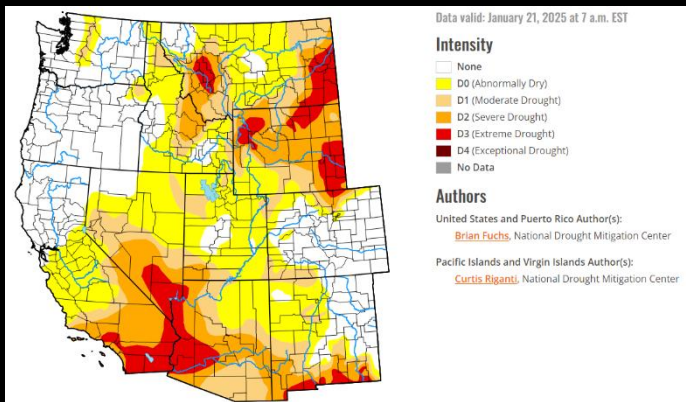 Data valid: January 21, 2025 at 7 a.m. EST
Intensity
None
D0 (Abnormally Dry)
D1 (Moderate Drought)
D2 (Severe Drought)
D3 (Extreme Drought)
D4 (Exceptional Drought)
No Data
Authors
United States and Puerto Rico Author(s):
Brian Fuchs, National Drought Mitigation Center
Pacific Islands and Virgin Islands Author(s):
Curtis Riganti, National Drought Mitigation Center